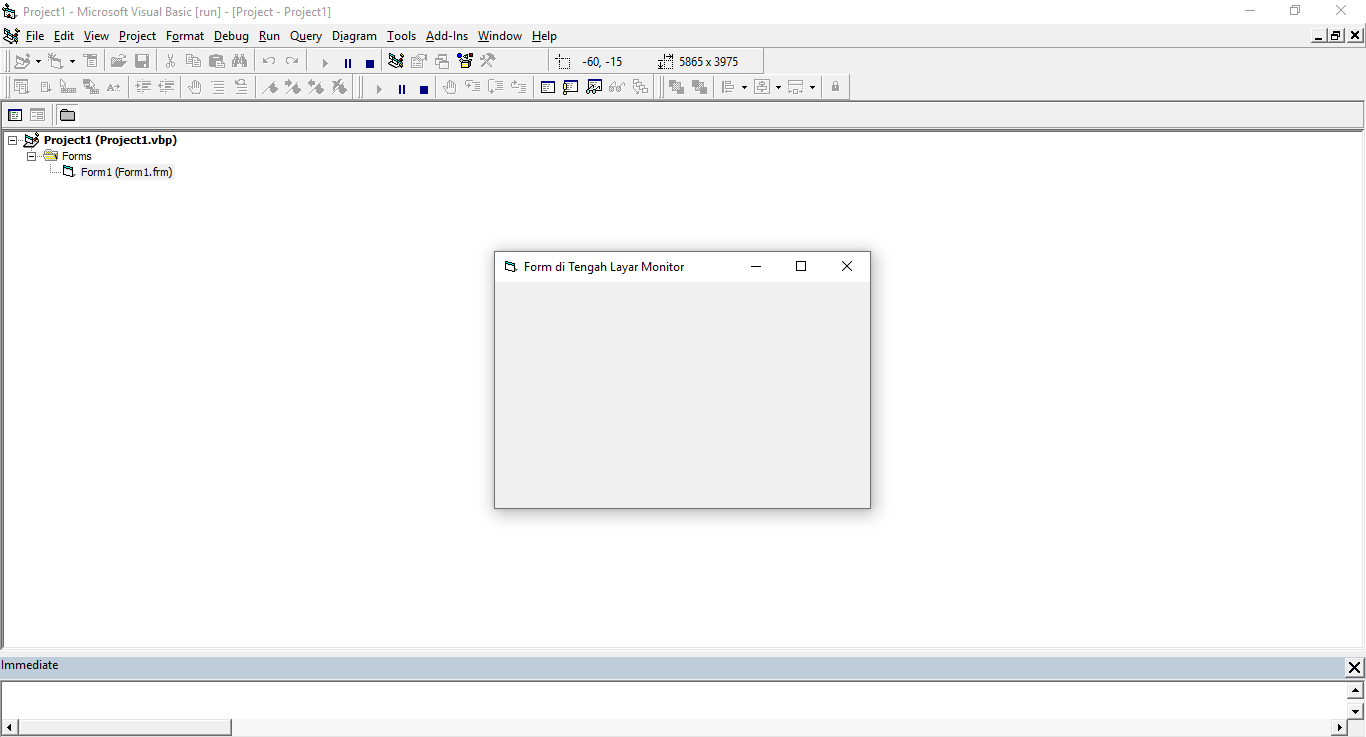 Project1 - Microsoft Visual Basic [run] - [Project - Project1]
File Edit View Project Format Debug Run Query Diagram Tools Add-Ins Window Help
-60, -15 5865 x 3975
Project1 (Project1.vbp)
Forms
Form1 (Form1.frm)
Form di Tengah Layar Monitor
Immediate